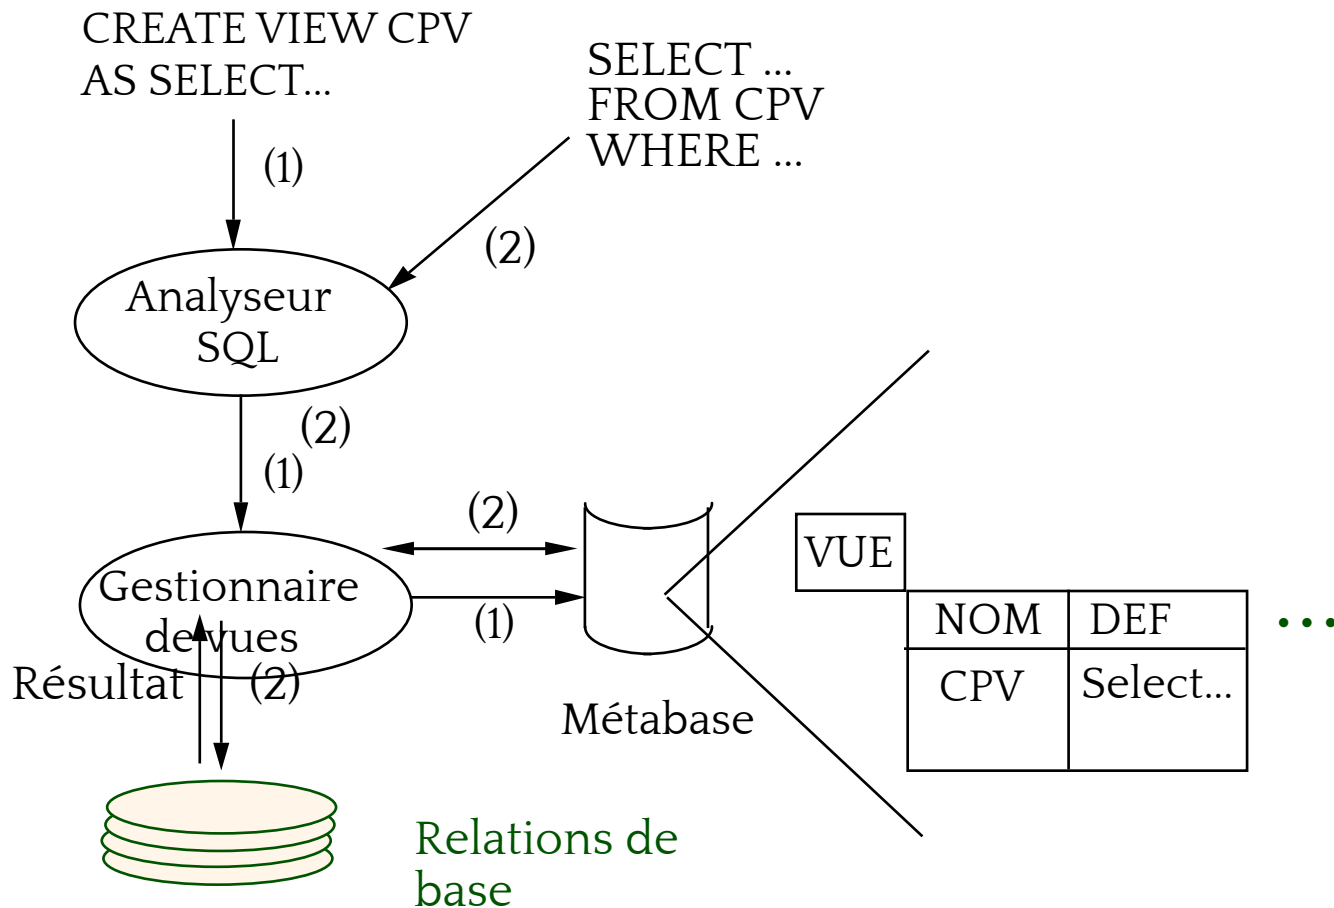 CREATE VIEW CPV
AS SELECT...
SELECT ...
FROM CPV
WHERE ...
(1)
(2)
Analyseur
SQL
(2)
(1)
(2)
VUE
Gestionnaire
de vues
(1)
NOM DEF
...
Résultat
(2)
CPV Select...
Métabase
Relations de
base